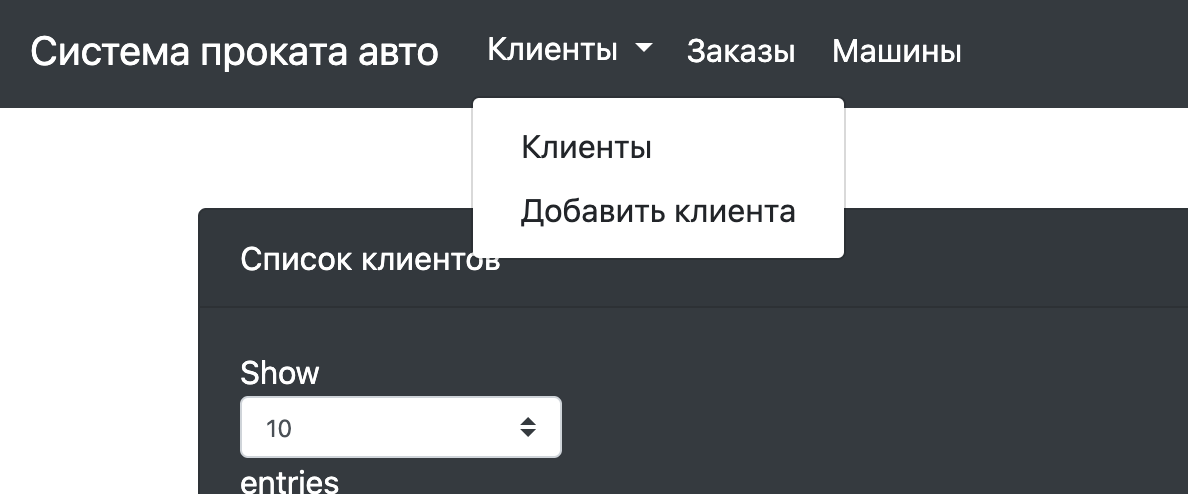 Система проката авто Клиенты Заказы Машины
Клиенты
Добавить клиента
Список клиентов
Show
10
entries